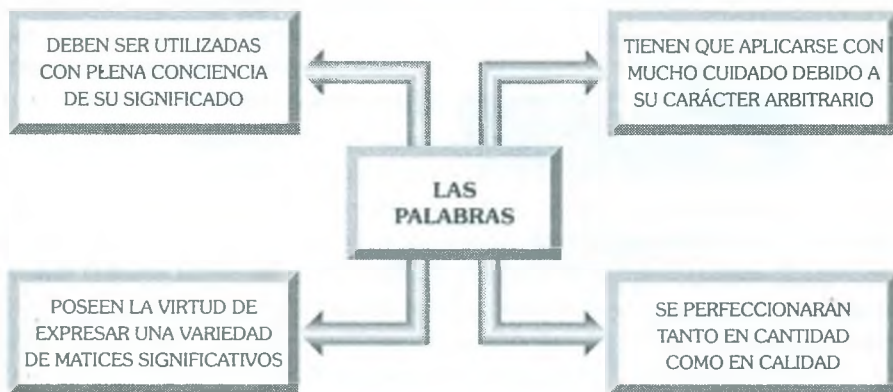 DEBEN SER UTILIZADAS
CON PLENA CONCIENCIA
DE SU SIGNIFICADO
TIENEN QUE APLICARSE CON
MUCHO CUIDADO DEBIDO A
SU CARÁCTER ARBITRARIO
LAS
PALABRAS
POSEEN LA VIRTUD DE
EXPRESAR UNA VARIEDAD
DE MATICES SIGNIFICATIVOS
SE PERFECCIONARÁN
TANTO EN CANTIDAD
COMO EN CALIDAD